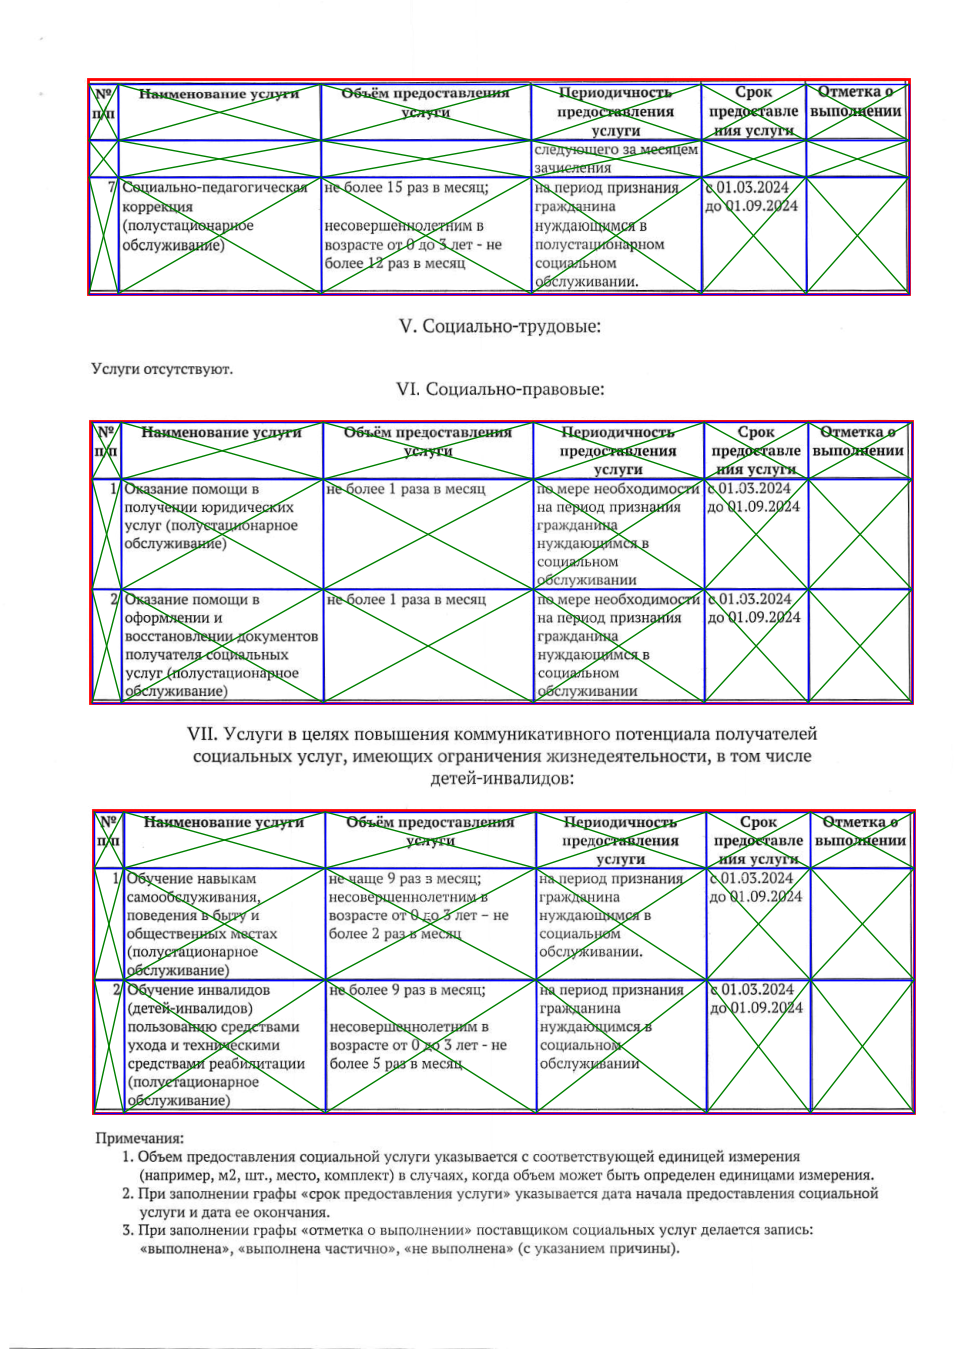 № п/п Наименование услуги Объём предоставления услуги Периодичность предоставления услуги Срок предоставле ния услуги Отметка о выполнении
следующего за месяцем
зачисления
7 Социально-педагогическая не более 15 раз в месяц; на период признания с 01.03.2024
коррекция гражданина до 01.09.2024
(полустационарное несовершеннолетним в нуждающимся в
обслуживание) возрасте от 0 до 3 лет - не полустационарном
более 12 раз в месяц социальном
обслуживании.
V. Социально-трудовые:
Услуги отсутствуют.
VI. Социально-правовые:
№ п/п Наименование услуги Объём предоставления услуги Периодичность предоставления услуги Срок предоставле ния услуги Отметка о выполнении
1 Оказание помощи в не более 1 раза в месяц по мере необходимости с 01.03.2024
получении юридических на период признания до 01.09.2024
услуг (полустационарное гражданина
обслуживание) нуждающимся в
социальном
обслуживании
2 Оказание помощи в не более 1 раза в месяц по мере необходимости с 01.03.2024
оформлении и на период признания до 01.09.2024
восстановлении документов гражданина
получателя социальных нуждающимся в
услуг (полустационарное социальном
обслуживание) обслуживании
VII. Услуги в целях повышения коммуникативного потенциала получателей
социальных услуг, имеющих ограничения жизнедеятельности, в том числе
детей-инвалидов:
№ п/п Наименование услуги Объём предоставления услуги Периодичность предоставления услуги Срок предоставле ния услуги Отметка о выполнении
1 Обучение навыкам не чаще 9 раз в месяц; на период признания с 01.03.2024
самообслуживания, несовершеннолетним в гражданина до 01.09.2024
поведения в быту и возрасте от 0 до 3 лет – не нуждающимся в
общественных местах более 2 раз в месяц социальном
(полустационарное обслуживании.
обслуживание)
2 Обучение инвалидов не более 9 раз в месяц; на период признания с 01.03.2024
(детей-инвалидов) гражданина до 01.09.2024
пользованию средствами несовершеннолетним в нуждающимся в
ухода и техническими возрасте от 0 до 3 лет - не социальном
средствами реабилитации более 5 раз в месяц обслуживании
(полустационарное
обслуживание)
Примечания:
1. Объем предоставления социальной услуги указывается с соответствующей единицей измерения
(например, м2, шт., место, комплект) в случаях, когда объем может быть определен единицами измерения.
2. При заполнении графы «срок предоставления услуги» указывается дата начала предоставления социальной
услуги и дата ее окончания.
3. При заполнении графы «отметка о выполнении» поставщиком социальных услуг делается запись:
«выполнена», «выполнена частично», «не выполнена» (с указанием причины).